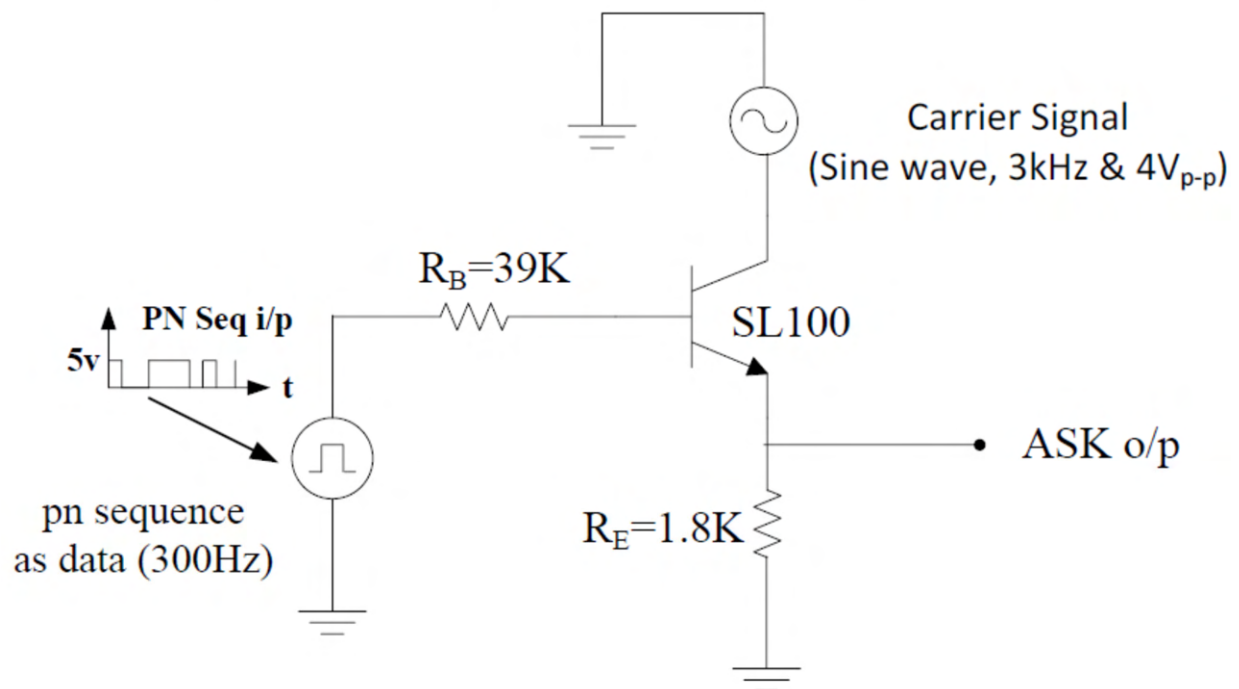 Carrier Signal
(Sine wave, 3kHz & 4Vp-p)
RB=39K
PN Seq i/p
5v
t
SL100
ASK o/p
pn sequence
as data (300Hz)
RE=1.8K